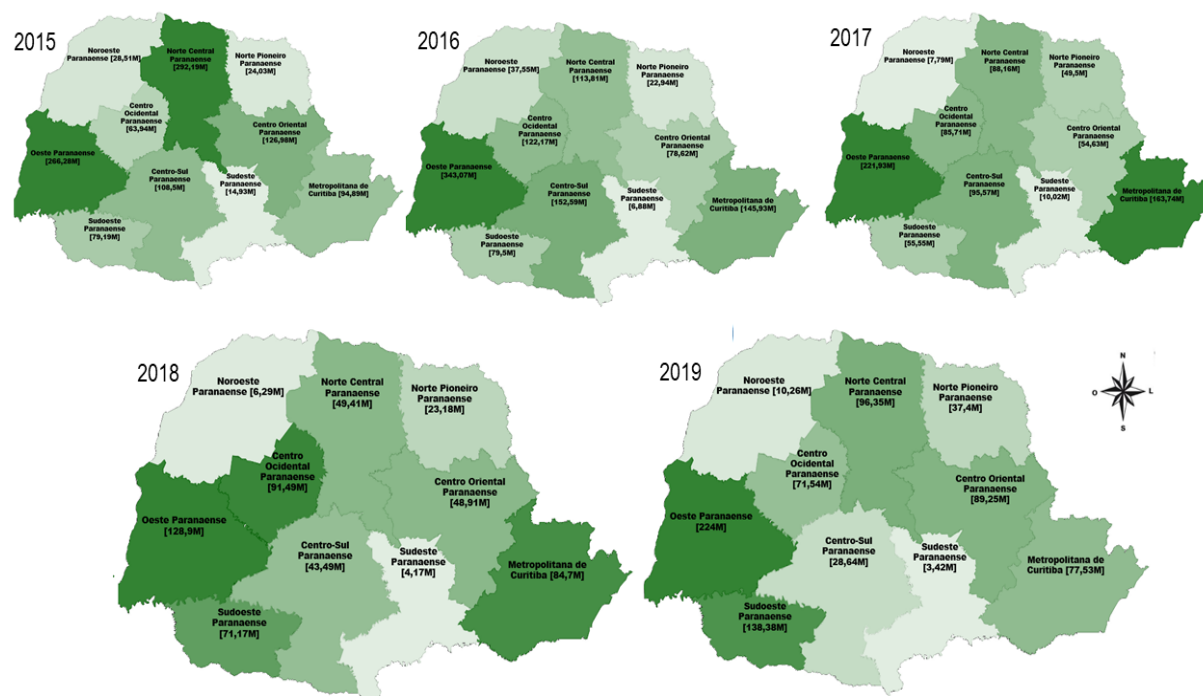 2015
Noroeste
Paranaense [28,51M]
Norte Central
Paranaense
[292,19M]
Norte Pioneiro
Paranaense
[24,03M]
Centro
Ocidental
Paranaense
[63,94M]
Centro Oriental
Paranaense
[126,98M]
Oeste Paranaense
[266,28M]
Centro-Sul
Paranaense
[108,5M]
Sudeste
Paranaense
[14,93M]
Metropolitana de
Curitiba [94,89M]
Sudoeste
Paranaense
[79,19M]
2016
Noroeste
Paranaense [37,55M]
Norte Central
Paranaense
[113,81M]
Norte Pioneiro
Paranaense
[22,94M]
Centro
Ocidental
Paranaense
[122,17M]
Centro Oriental
Paranaense
[78,62M]
Oeste Paranaense
[343,07M]
Centro-Sul
Paranaense
[152,59M]
Sudeste
Paranaense
[6,88M]
Metropolitana de
Curitiba [145,93M]
Sudoeste
Paranaense
[79,5M]
2017
Noroeste
Paranaense [7,79M]
Norte Central
Paranaense
[88,16M]
Norte Pioneiro
Paranaense
[49,5M]
Centro
Ocidental
Paranaense
[85,71M]
Centro Oriental
Paranaense
[54,63M]
Oeste Paranaense
[221,93M]
Centro-Sul
Paranaense
[95,57M]
Sudeste
Paranaense
[10,02M]
Metropolitana de
Curitiba [163,74M]
Sudoeste
Paranaense
[55,55M]
2018
Noroeste
Paranaense [6,29M]
Norte Central
Paranaense
[49,41M]
Norte Pioneiro
Paranaense
[23,18M]
Centro
Ocidental
Paranaense
[91,49M]
Centro Oriental
Paranaense
[48,91M]
Oeste Paranaense
[128,9M]
Centro-Sul
Paranaense
[43,49M]
Sudeste
Paranaense
[4,17M]
Metropolitana de
Curitiba [84,7M]
Sudoeste
Paranaense
[71,17M]
2019
Noroeste
Paranaense [10,26M]
Norte Central
Paranaense
[96,35M]
Norte Pioneiro
Paranaense
[37,4M]
Centro
Ocidental
Paranaense
[71,54M]
Centro Oriental
Paranaense
[89,25M]
Oeste Paranaense
[224M]
Centro-Sul
Paranaense
[28,64M]
Sudeste
Paranaense
[3,42M]
Metropolitana de
Curitiba [77,53M]
Sudoeste
Paranaense
[138,38M]
N
O L
S